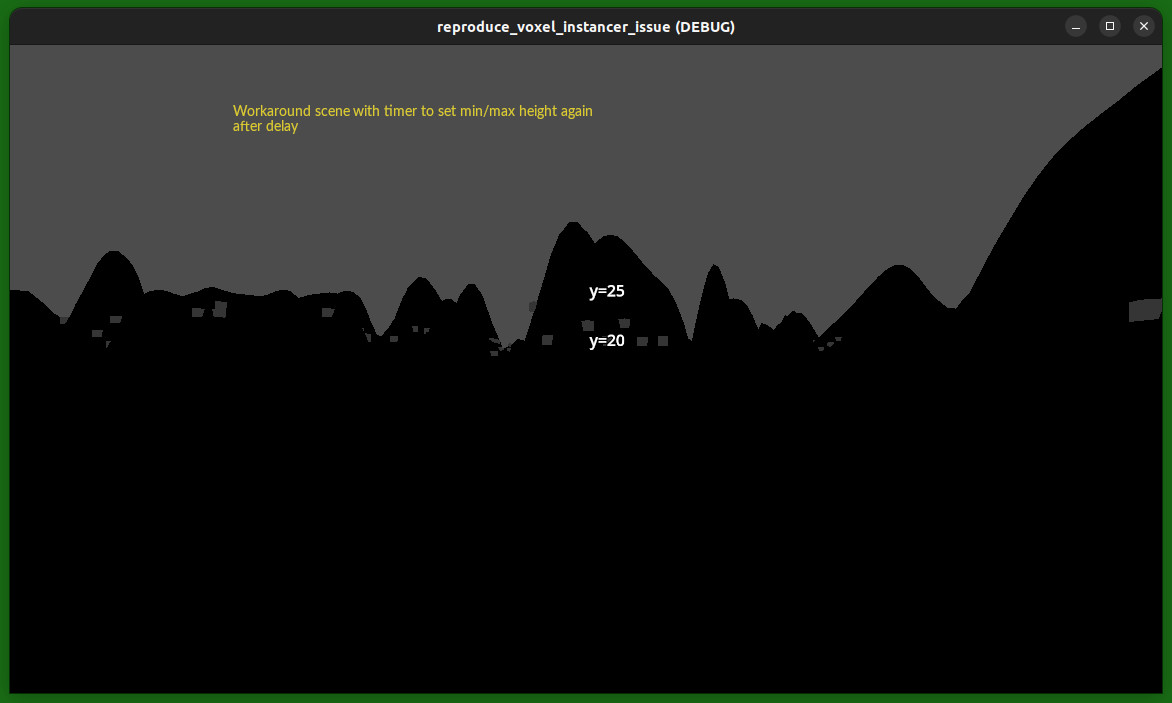 reproduce_voxel_instancer_issue (DEBUG)
Workaround scene with timer to set min/max height again
after delay
y=25
y=20